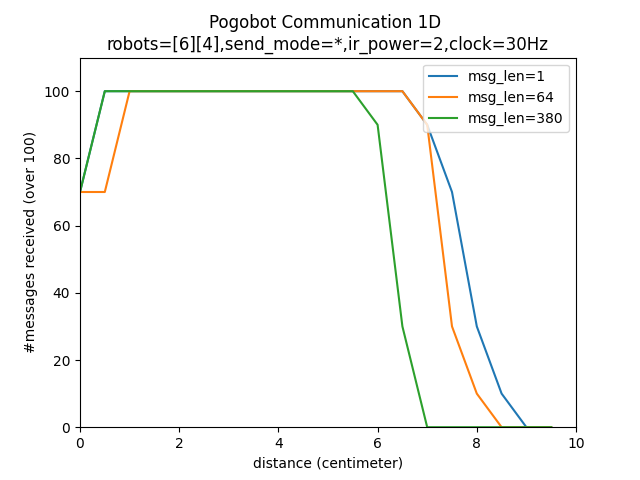 Pogobot Communication 1D
robots=[6][4],send_mode=*,ir_power=2,clock=30Hz
msg_len=1
msg_len=64
msg_len=380
#messages received (over 100)
100
80
60
40
20
0
0 2 4 6 8 10
distance (centimeter)